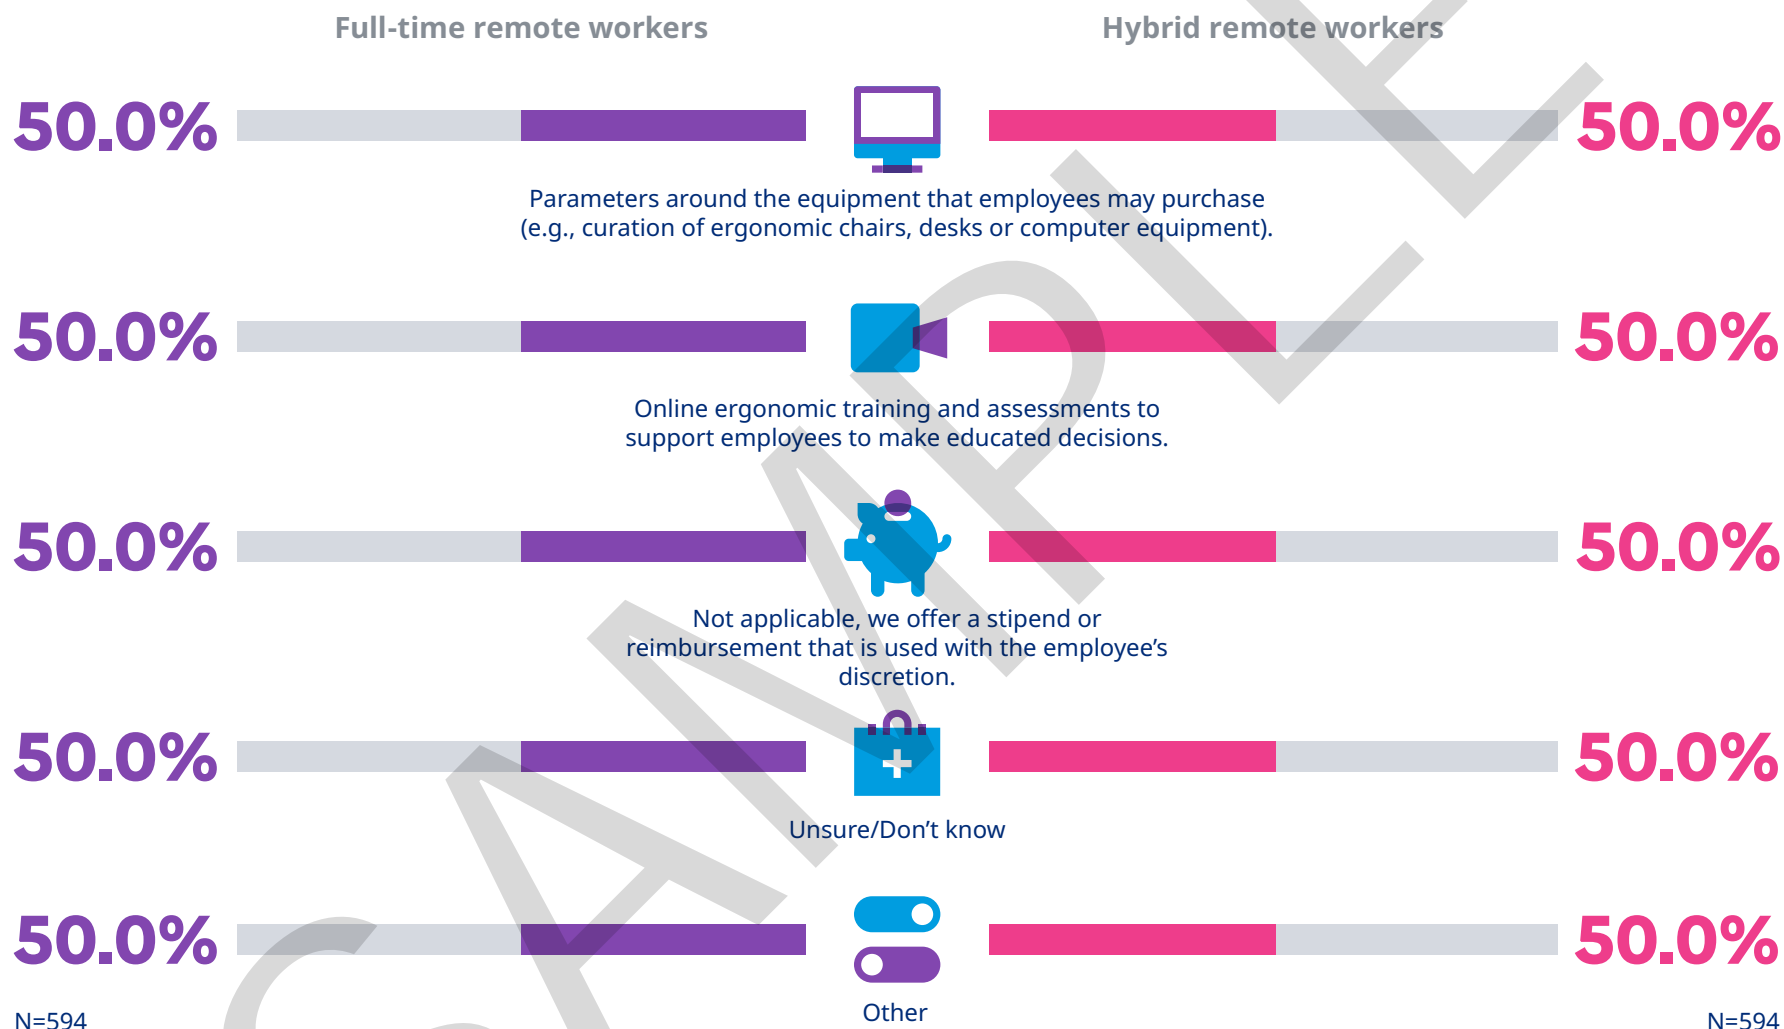 Full-time remote workers
Hybrid remote workers
50.0%
50.0%
Parameters around the equipment that employees may purchase
(e.g., curation of ergonomic chairs, desks or computer equipment).
50.0%
50.0%
Online ergonomic training and assessments to
support employees to make educated decisions.
50.0%
50.0%
Not applicable, we offer a stipend or
reimbursement that is used with the employee’s
discretion.
50.0%
50.0%
Unsure/Don’t know
50.0%
50.0%
Other
N=594
N=594
SAMPLE